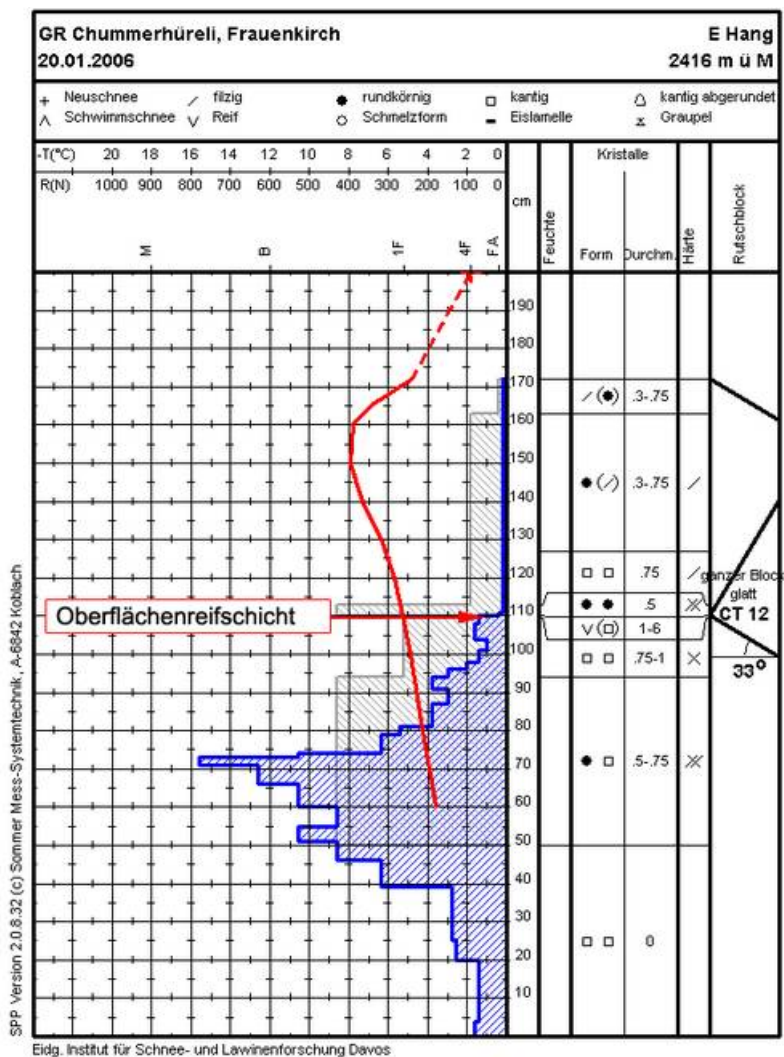 GR Chummerhüreli, Frauenkirch E Hang
20.01.2006 2416 m ü M
+ Neuschnee / filzig ● rundkörnig □ kantig kantig abgerundet
∧ Schwimmschnee ∨ Reif ○ Schmelzform - Eislamelle Graupel
-T(°C) 20 18 16 14 12 10 8 6 4 2 0
R(N) 1000 900 800 700 600 500 400 300 200 100 0
M B 1F 4F FA
cm
Feuchte
Kristalle
Form Durchm.
Härte
Rutschblock
190
180
170
/ (●) .3-.75
160
150
● (/) .3-.75 /
140
130
120
□ □ .75 /
ganzer Block
glatt
110
● ● .5
CT 12
Oberflächenreifschicht
∨ (□) 1-6
100
□ □ .75-1 ×
33°
90
80
70
● □ .5-.75
60
50
40
30
□ □ 0
20
10
SPP Version 2.0.8.32 (c) Sommer Mess-Systemtechnik, A-6842 Koblach
Eidg. Institut für Schnee- und Lawinenforschung Davos